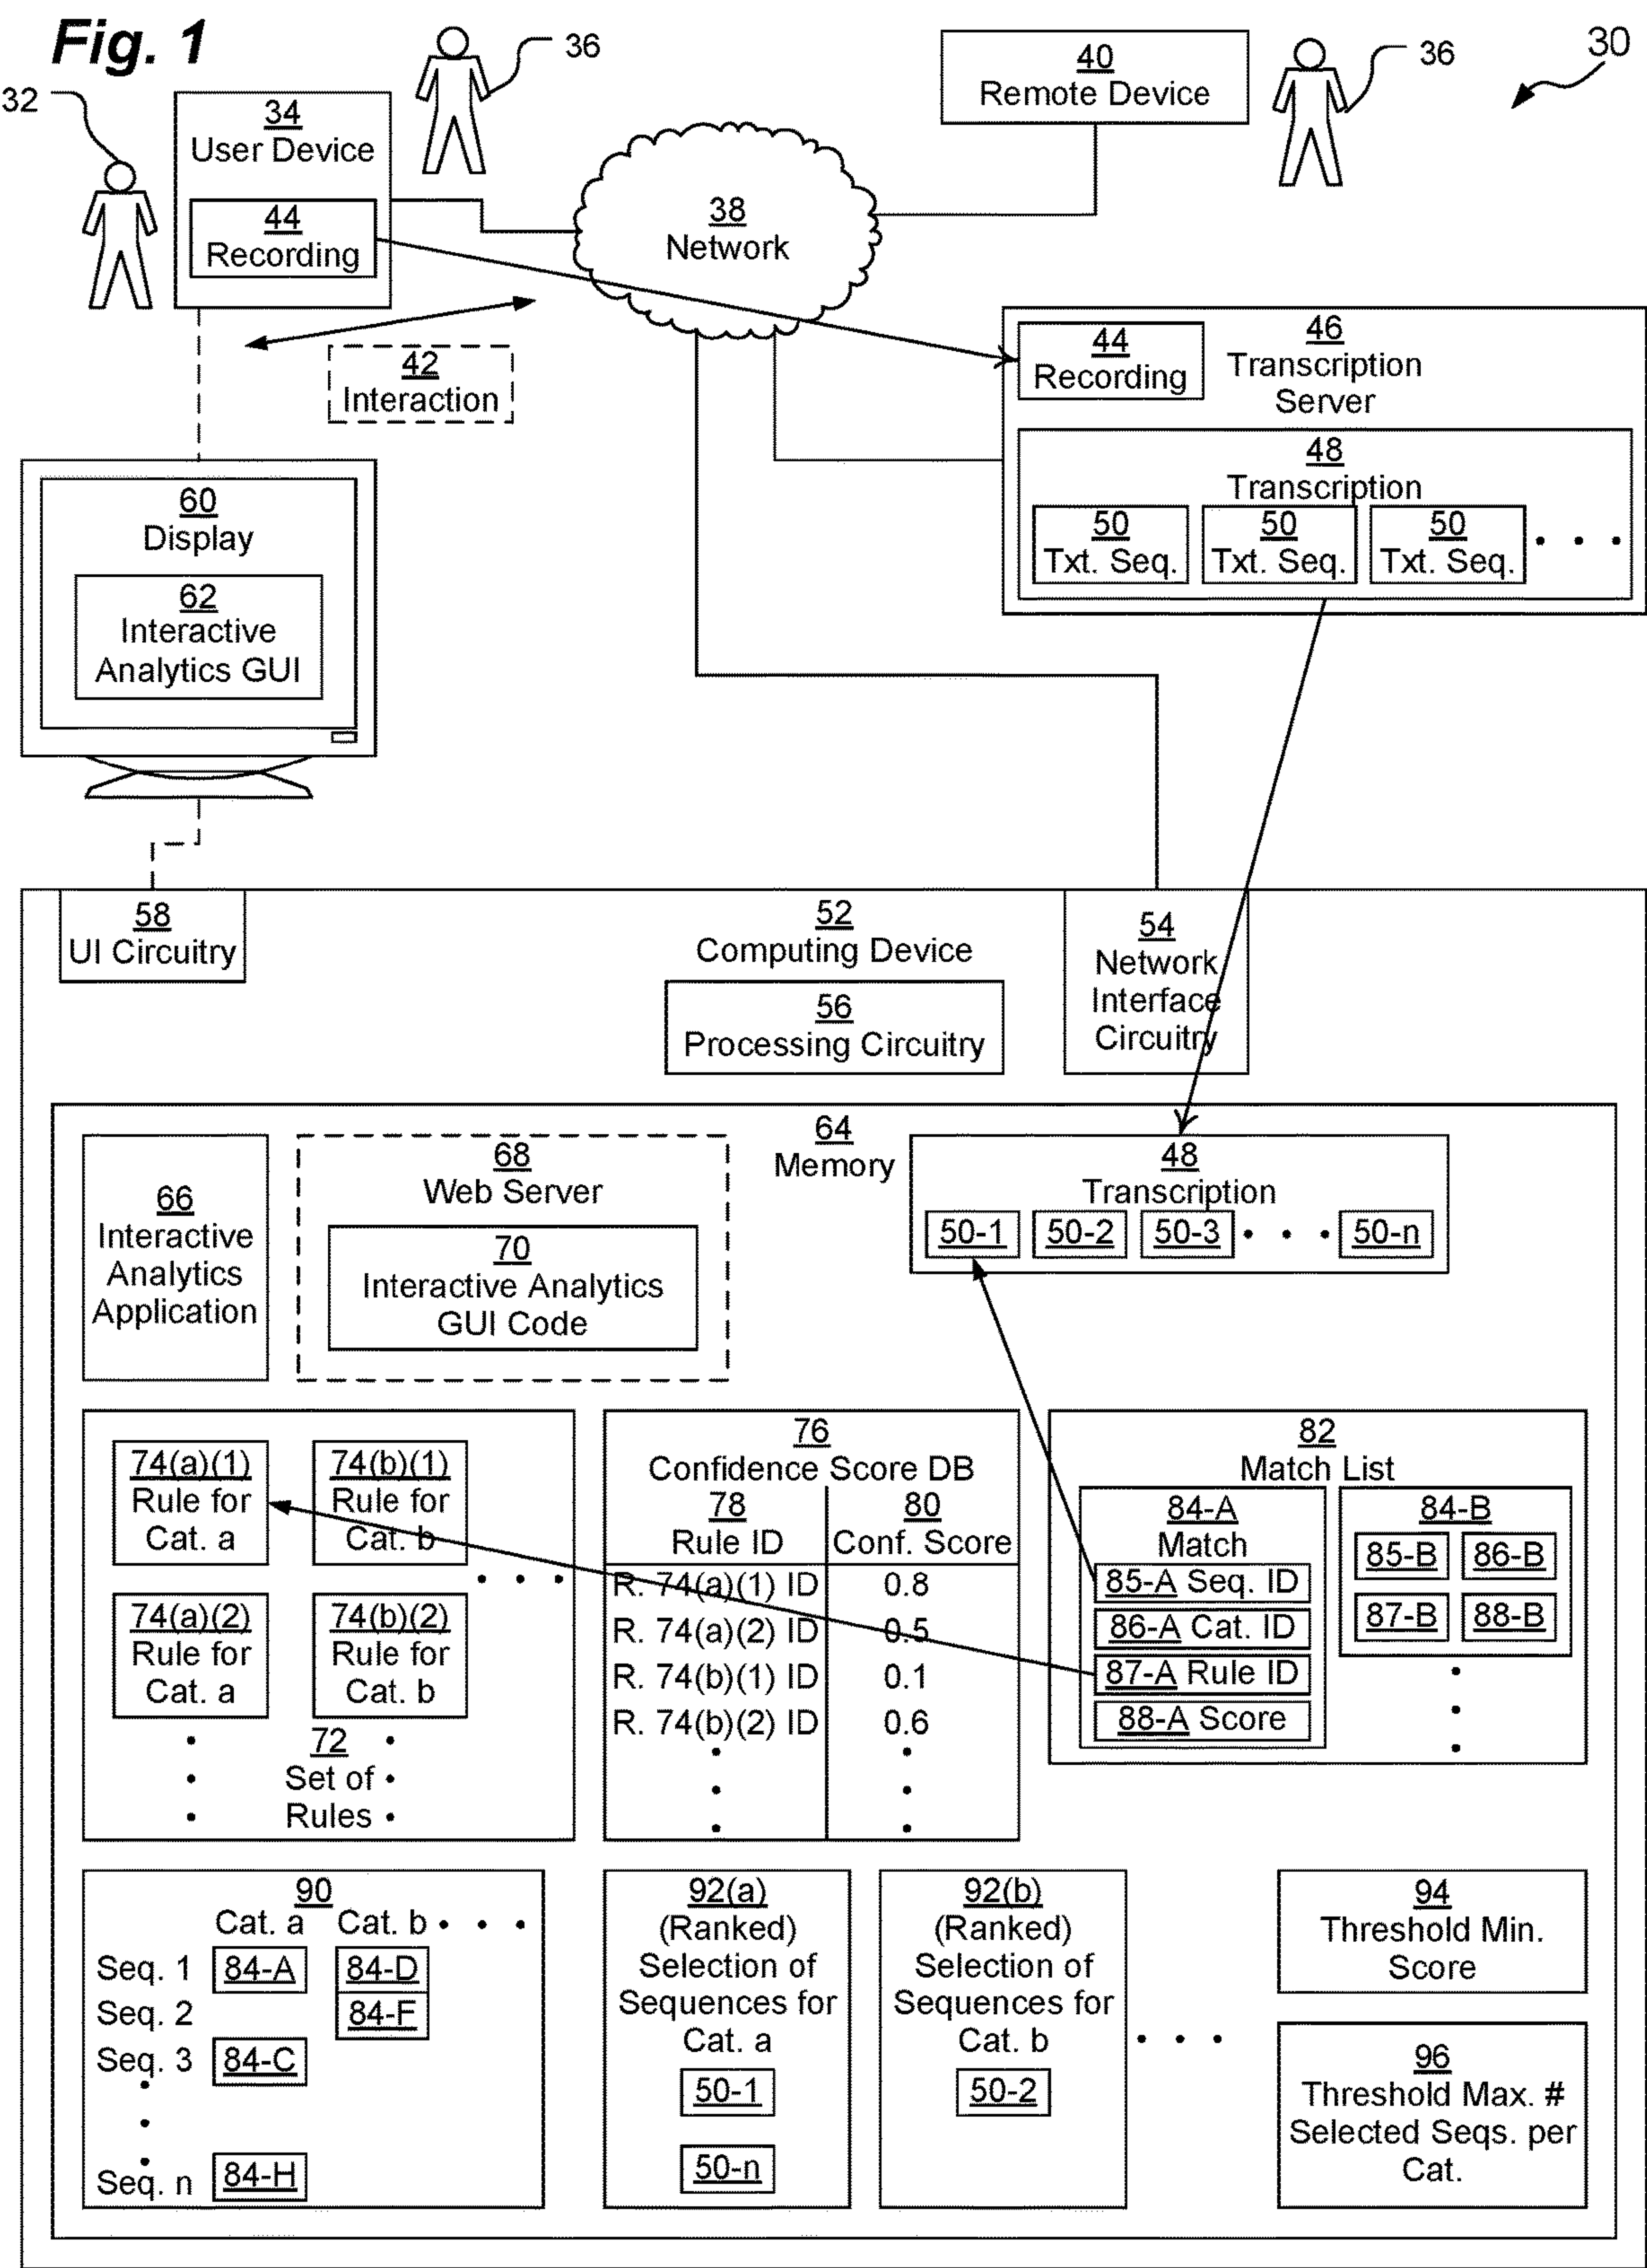 Fig. 1
36
40
Remote Device
36
30
32
34
User Device
44
Recording
38
Network
42
Interaction
46
Transcription
Server
44
Recording
48
Transcription
50
Txt. Seq.
50
Txt. Seq.
50
Txt. Seq.
60
Display
62
Interactive
Analytics GUI
58
UI Circuitry
52
Computing Device
56
Processing Circuitry
54
Network
Interface
Circuitry
64
Memory
66
Interactive
Analytics
Application
68
Web Server
70
Interactive Analytics
GUI Code
48
Transcription
50-1 50-2 50-3 50-n
74(a)(1)
Rule for
Cat. a
74(b)(1)
Rule for
Cat. b
74(a)(2)
Rule for
Cat. a
74(b)(2)
Rule for
Cat. b
72
Set of
Rules
76
Confidence Score DB
78
Rule ID
80
Conf. Score
R. 74(a)(1) ID 0.8
R. 74(a)(2) ID 0.5
R. 74(b)(1) ID 0.1
R. 74(b)(2) ID 0.6
82
Match List
84-A
Match
85-A Seq. ID
86-A Cat. ID
87-A Rule ID
88-A Score
84-B
85-B 86-B
87-B 88-B
90
Cat. a Cat. b
Seq. 1 84-A 84-D
Seq. 2 84-F
Seq. 3 84-C
Seq. n 84-H
92(a)
(Ranked)
Selection of
Sequences for
Cat. a
50-1
50-n
92(b)
(Ranked)
Selection of
Sequences for
Cat. b
50-2
94
Threshold Min.
Score
96
Threshold Max. #
Selected Seqs. per
Cat.